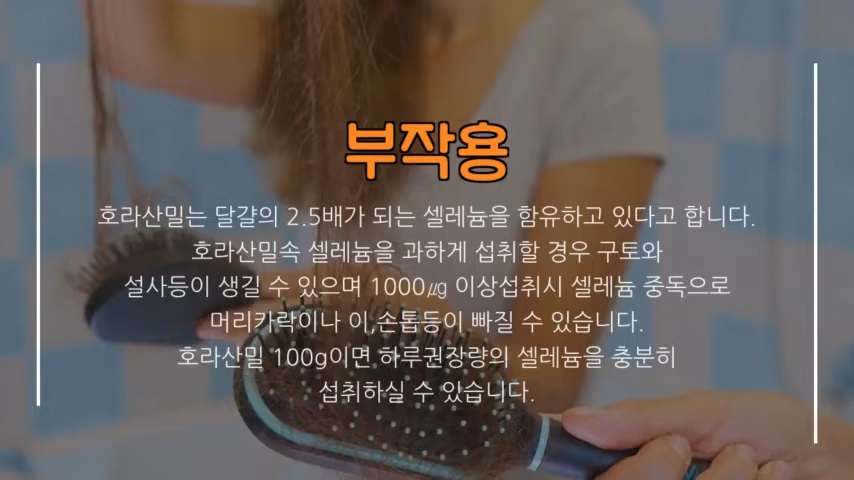 부작용
호라산밀는 달걀의 2.5배가 되는 셀레늄을 함유하고 있다고 합니다.
호라산밀속 셀레늄을 과하게 섭취할 경우 구토와
설사등이 생길 수 있으며 1000㎍ 이상섭취시 셀레늄 중독으로
머리카락이나 이,손톱등이 빠질 수 있습니다.
호라산밀 100g이면 하루권장량의 셀레늄을 충분히
섭취하실 수 있습니다.